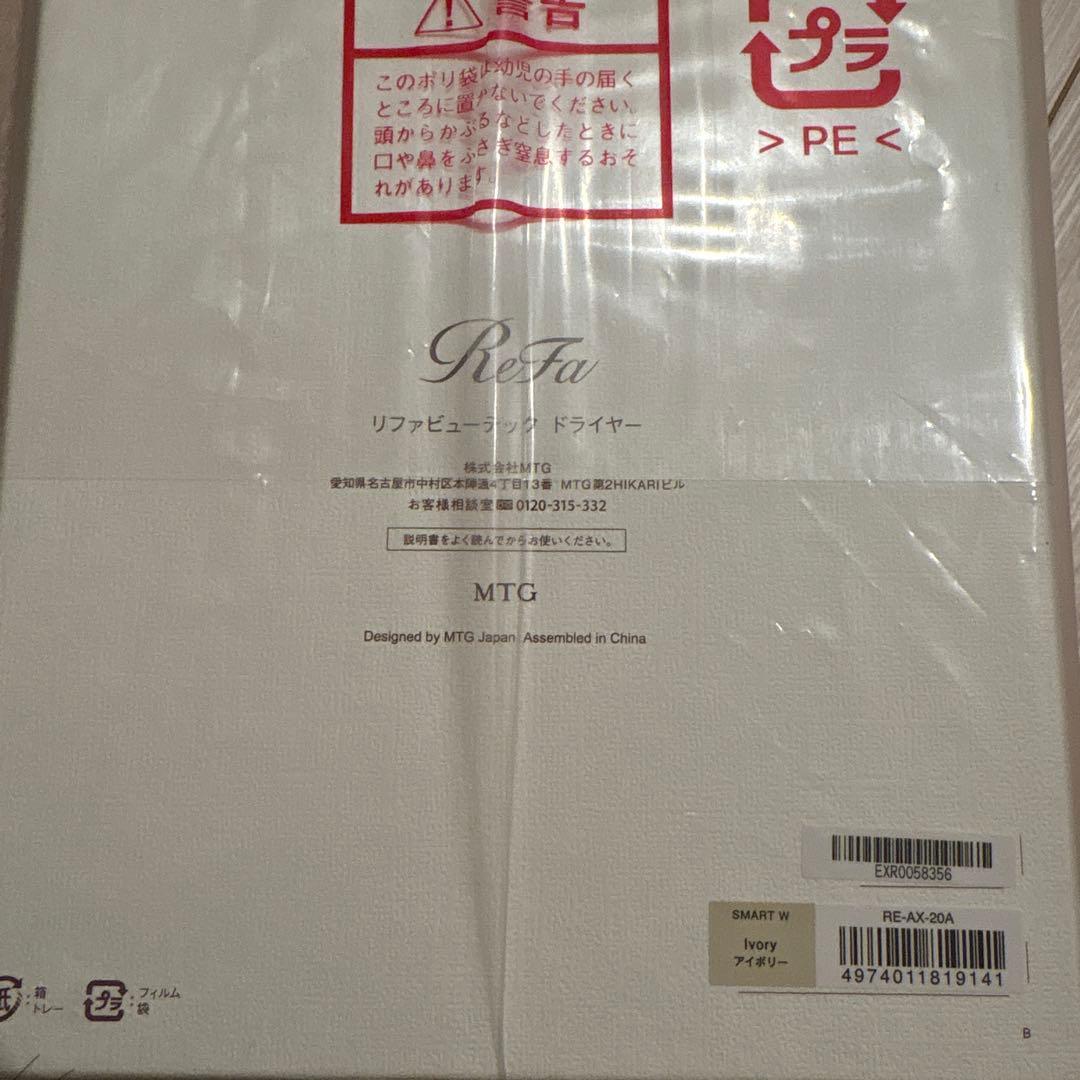 警告
このポリ袋は幼児の手の届く
ところに置かないでください。
頭からかぶるなどしたときに
口や鼻をふさぎ窒息するおそ
れがあります。
プラ
> PE <
ReFa
リファビューテック ドライヤー
株式会社MTG
愛知県名古屋市中村区本陣通4丁目13番 MTG第2HIKARIビル
お客様相談室 0120-315-332
説明書をよく読んでからお使いください。
MTG
Designed by MTG Japan Assembled in China
EXR0058356
SMART W
Ivory
アイボリー
RE-AX-20A
4974011819141
紙 : 箱
トレー
プラ : フィルム
袋
B